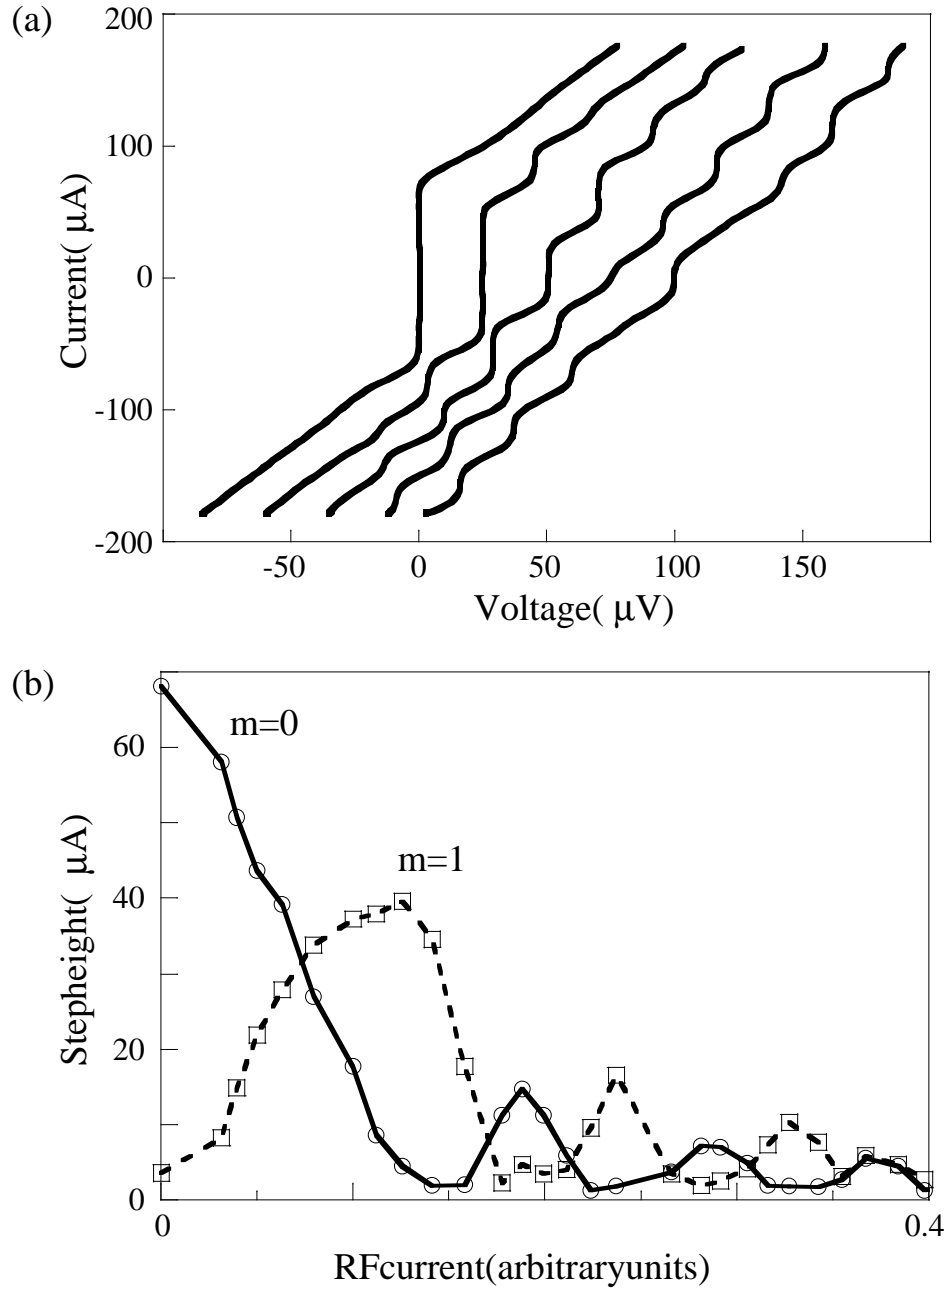 (a)
200
100
0
-100
-200
Current( μA)
-50
0
50
100
150
Voltage( μV)
(b)
m=0
m=1
60
40
20
0
Stepheight( μA)
0
0.4
RFcurrent(arbitraryunits)